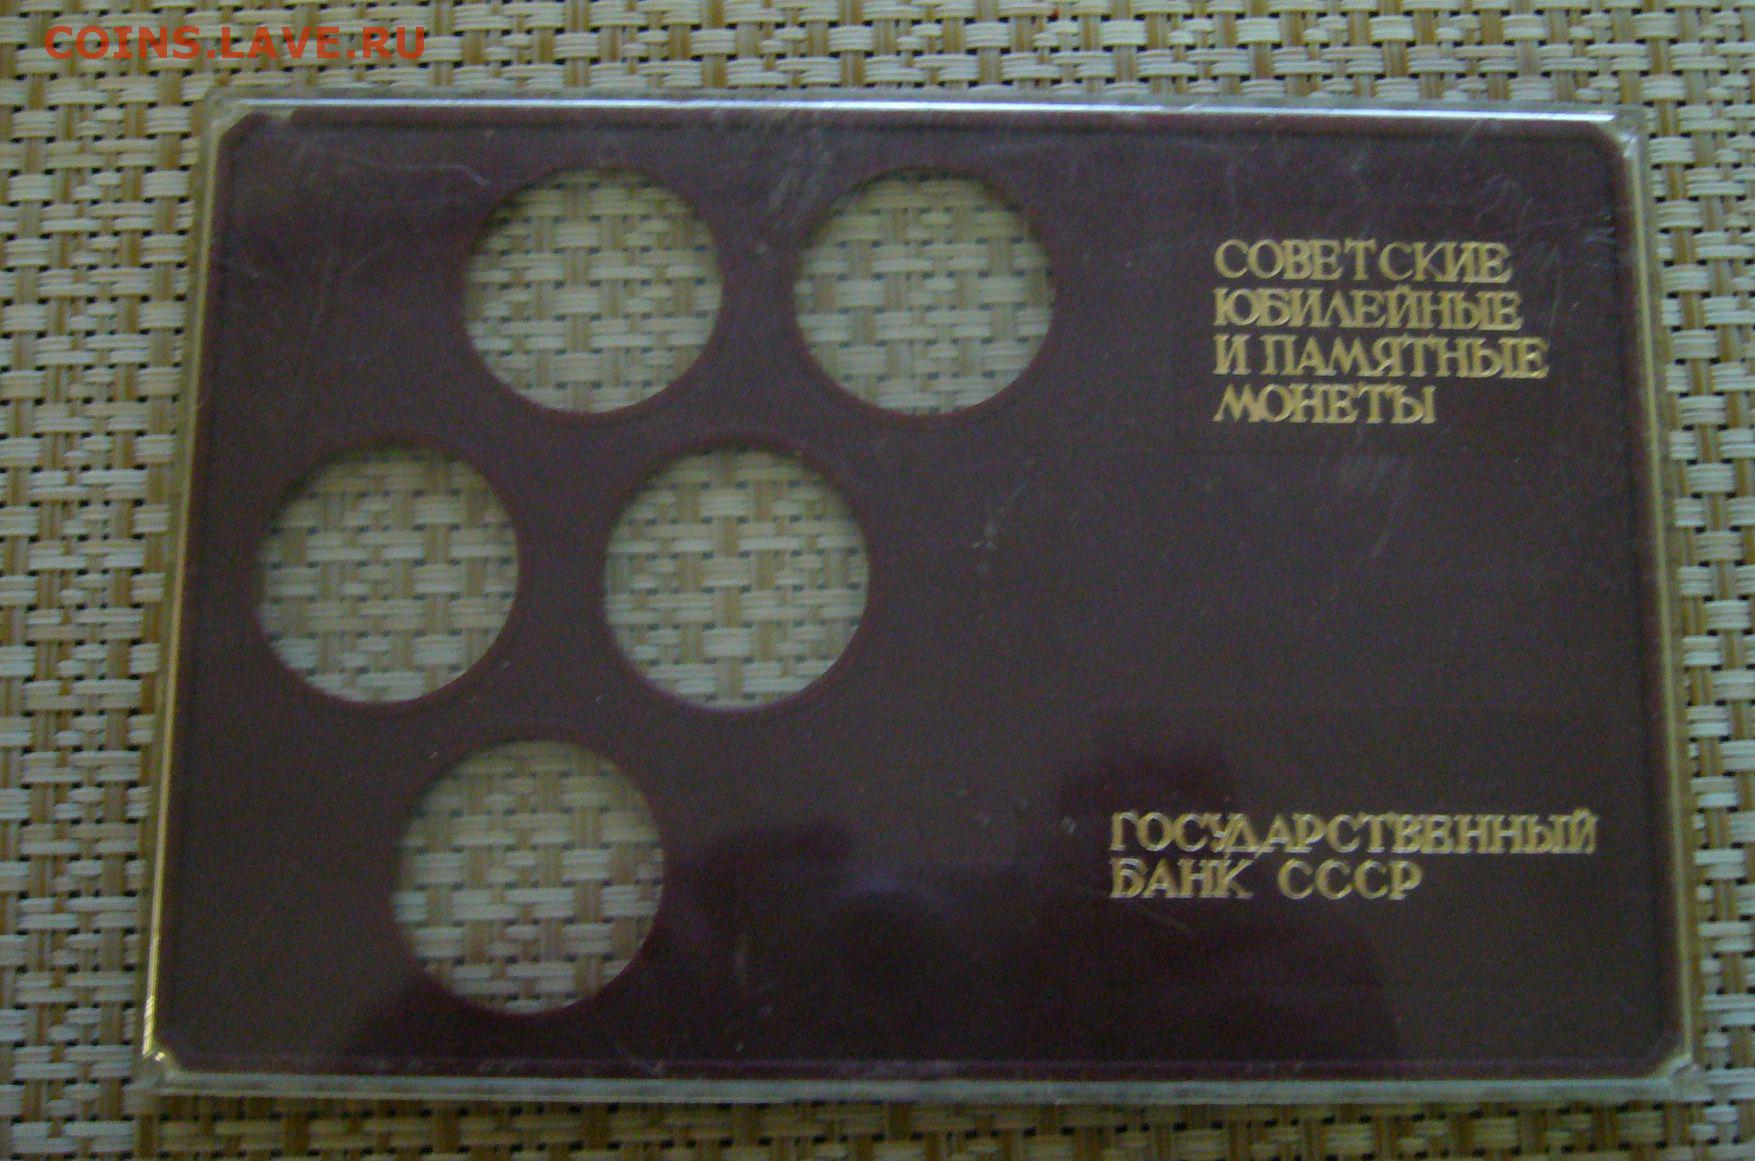 COINS.LAVE.RU
СОВЕТСКИЕ
ЮБИЛЕЙНЫЕ
И ПАМЯТНЫЕ
МОНЕТЫ
ГОСУДАРСТВЕННЫЙ
БАНК СССР